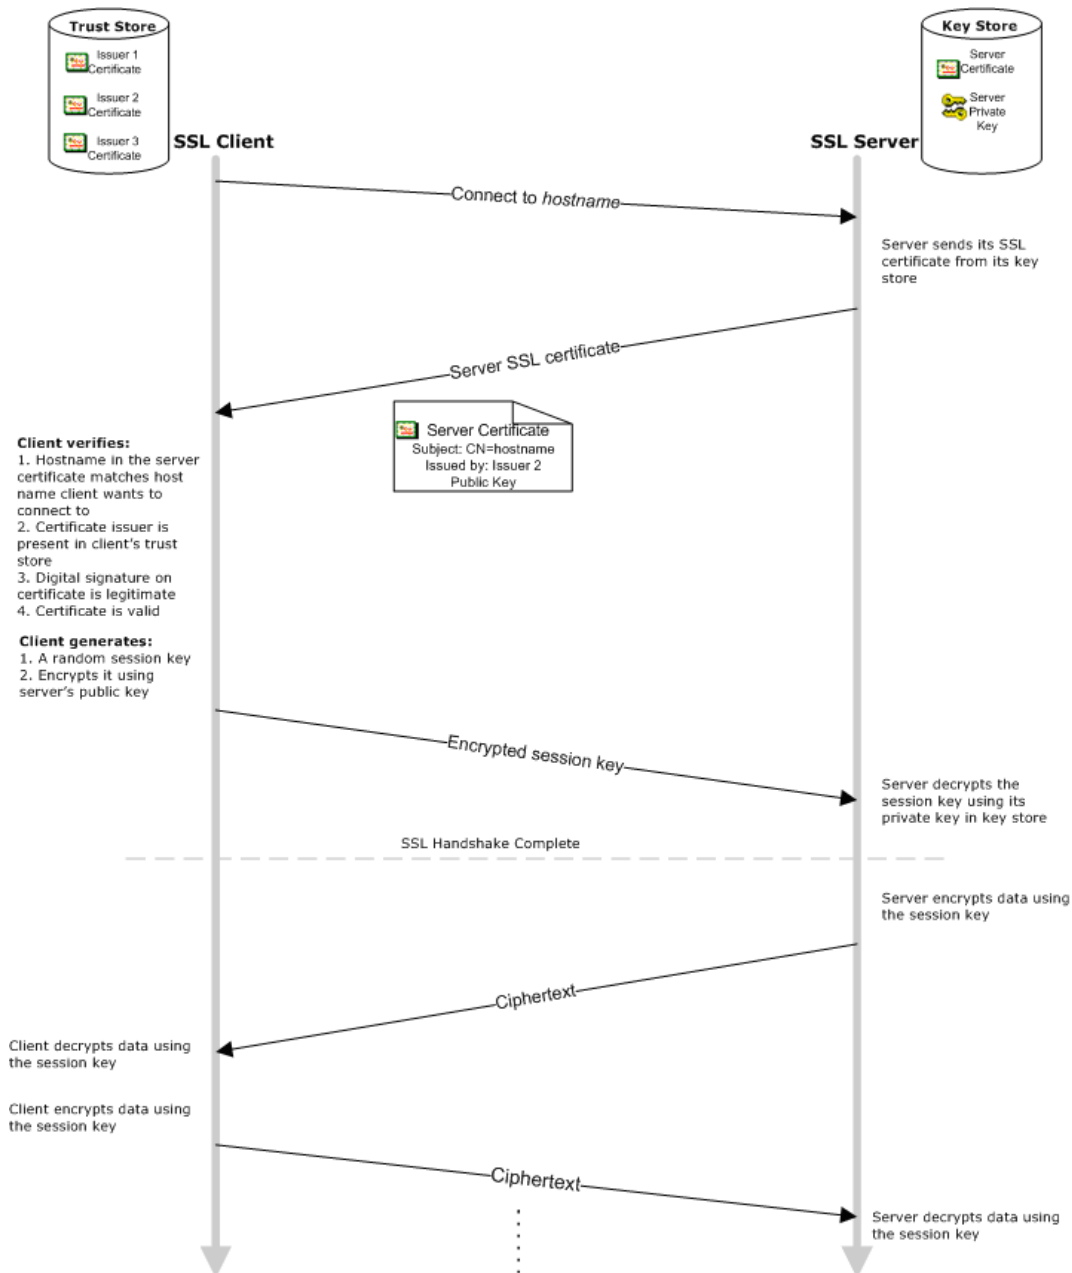 Trust Store
Issuer 1
Certificate
Issuer 2
Certificate
Issuer 3
Certificate
Key Store
Server
Certificate
Server
Private
Key
SSL Client
SSL Server
Connect to hostname
Server sends its SSL
certificate from its key
store
Server SSL certificate
Server Certificate
Subject: CN=hostname
Issued by: Issuer 2
Public Key
Client verifies:
1. Hostname in the server
certificate matches host
name client wants to
connect to
2. Certificate issuer is
present in client's trust
store
3. Digital signature on
certificate is legitimate
4. Certificate is valid
Client generates:
1. A random session key
2. Encrypts it using
server's public key
Encrypted session key
Server decrypts the
session key using its
private key in key store
SSL Handshake Complete
Server encrypts data using
the session key
Ciphertext
Client decrypts data using
the session key
Client encrypts data using
the session key
Ciphertext
Server decrypts data using
the session key